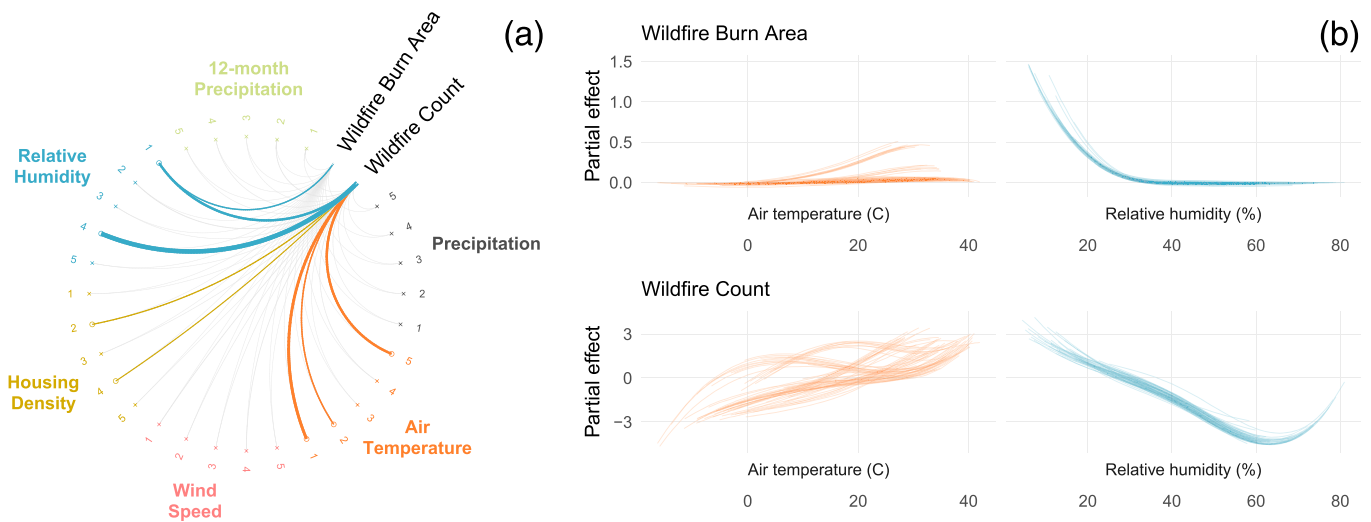 (a)
Wildfire Burn Area
Wildfire Count
12-month
Precipitation
5
4
3
2
1
Relative
Humidity
1
2
3
4
5
Housing
Density
1
2
3
4
5
Wind
Speed
1
2
3
4
5
Air
Temperature
1
2
3
4
5
Precipitation
1
2
3
4
5
(b)
Wildfire Burn Area
Partial effect
1.5
1.0
0.5
0.0
Air temperature (C)
Relative humidity (%)
0 20 40 20 40 60 80
Wildfire Count
Partial effect
3
0
−3
Air temperature (C)
Relative humidity (%)
0 20 40 20 40 60 80